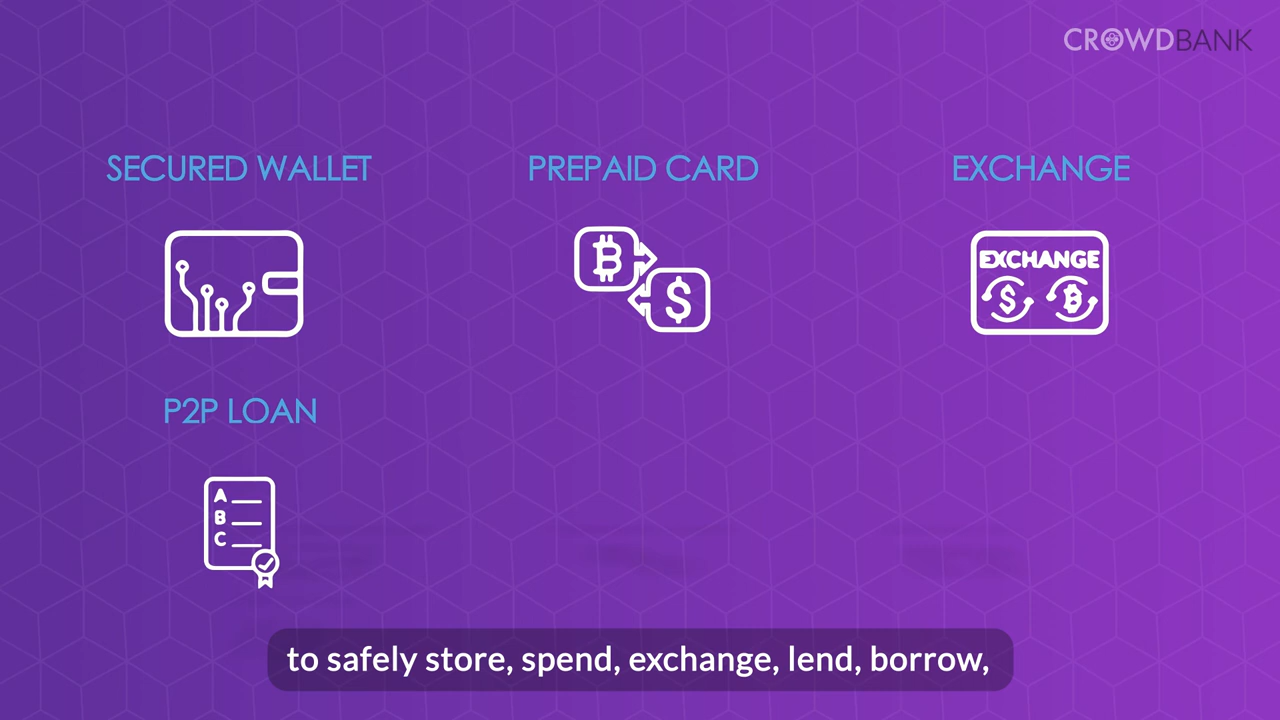 CROWDBANK
SECURED WALLET
PREPAID CARD
EXCHANGE
₿
$
EXCHANGE
$ ₿
P2P LOAN
A
B
C
to safely store, spend, exchange, lend, borrow,